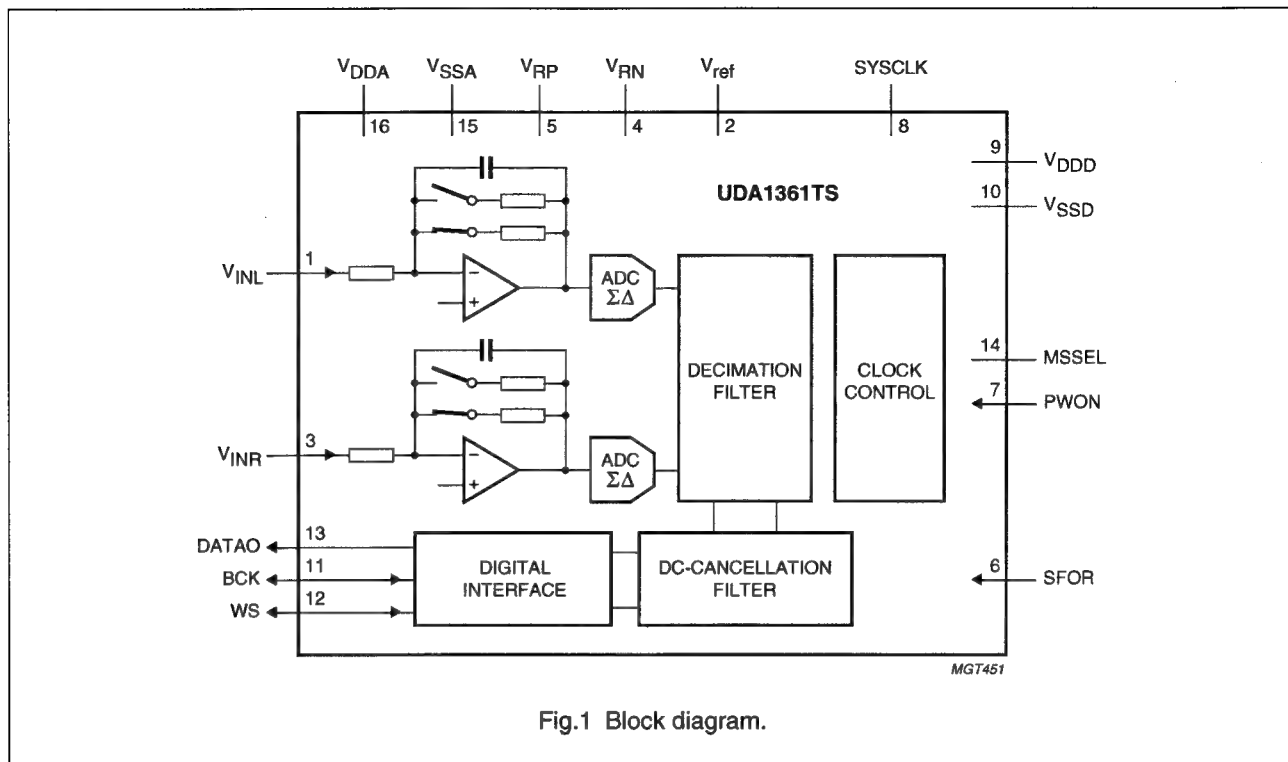 VDDA VSSA VRP VRN Vref SYSCLK
16 15 5 4 2 8
9 VDDD
UDA1361TS
10 VSSD
VINL 1
− +
ADC ΣΔ
14 MSSEL
DECIMATION FILTER
CLOCK CONTROL
7 PWON
VINR 3
− +
ADC ΣΔ
DATAO 13
BCK 11
WS 12
DIGITAL INTERFACE
DC-CANCELLATION FILTER
6 SFOR
MGT451
Fig.1 Block diagram.